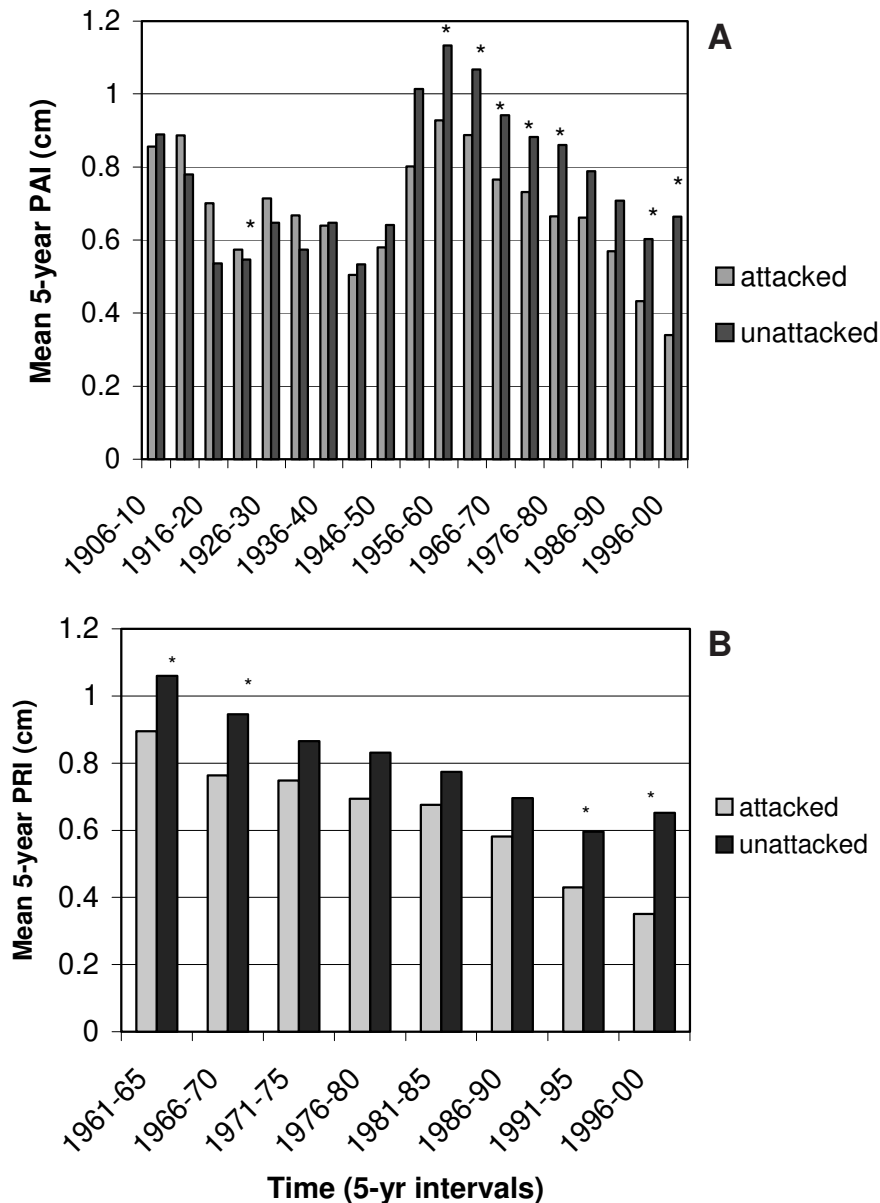 A
Mean 5-year PAI (cm)
1.2
1
0.8
0.6
0.4
0.2
0
* * * * * * * *
1906-10 1916-20 1926-30 1936-40 1946-50 1956-60 1966-70 1976-80 1986-90 1996-00
attacked
unattacked
B
Mean 5-year PRI (cm)
1.2
1
0.8
0.6
0.4
0.2
0
* * * *
1961-65 1966-70 1971-75 1976-80 1981-85 1986-90 1991-95 1996-00
attacked
unattacked
Time (5-yr intervals)